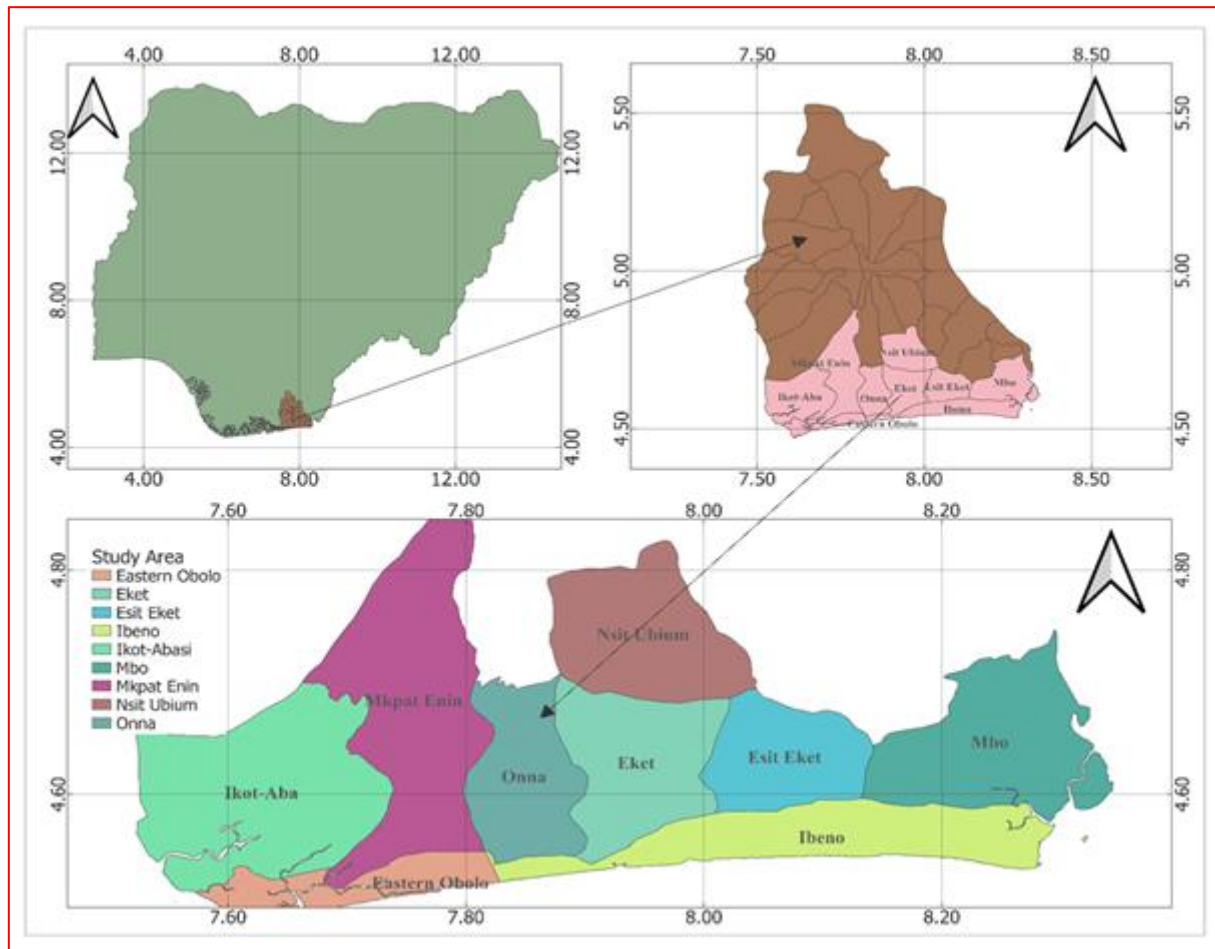 4.00 8.00 12.00
12.00 12.00
8.00 8.00
4.00 4.00
4.00 8.00 12.00
7.50 8.00 8.50
5.50 5.50
5.00 5.00
4.50 4.50
Mkpat Enin
Nsit Ubium
Ikot-Aba
Onna
Eket
Esit Eket
Mbo
Ibeno
Eastern Obolo
7.50 8.00 8.50
7.60 7.80 8.00 8.20
4.80 4.80
4.60 4.60
Study Area
Eastern Obolo
Eket
Esit Eket
Ibeno
Ikot-Abasi
Mbo
Mkpat Enin
Nsit Ubium
Onna
Nsit Ubium
Mkpat Enin
Mbo
Esit Eket
Eket
Onna
Ikot-Aba
Ibeno
Eastern Obolo
7.60 7.80 8.00 8.20